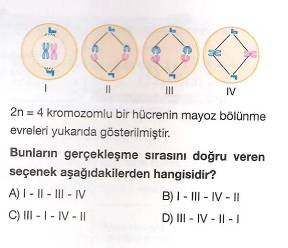 I II III IV
2n = 4 kromozomlu bir hücrenin mayoz bölünme
evreleri yukarıda gösterilmiştir.
Bunların gerçekleşme sırasını doğru veren
seçenek aşağıdakilerden hangisidir?
A) I - II - III - IV B) I - III - IV - II
C) III - I - IV - II D) III - IV - II - I